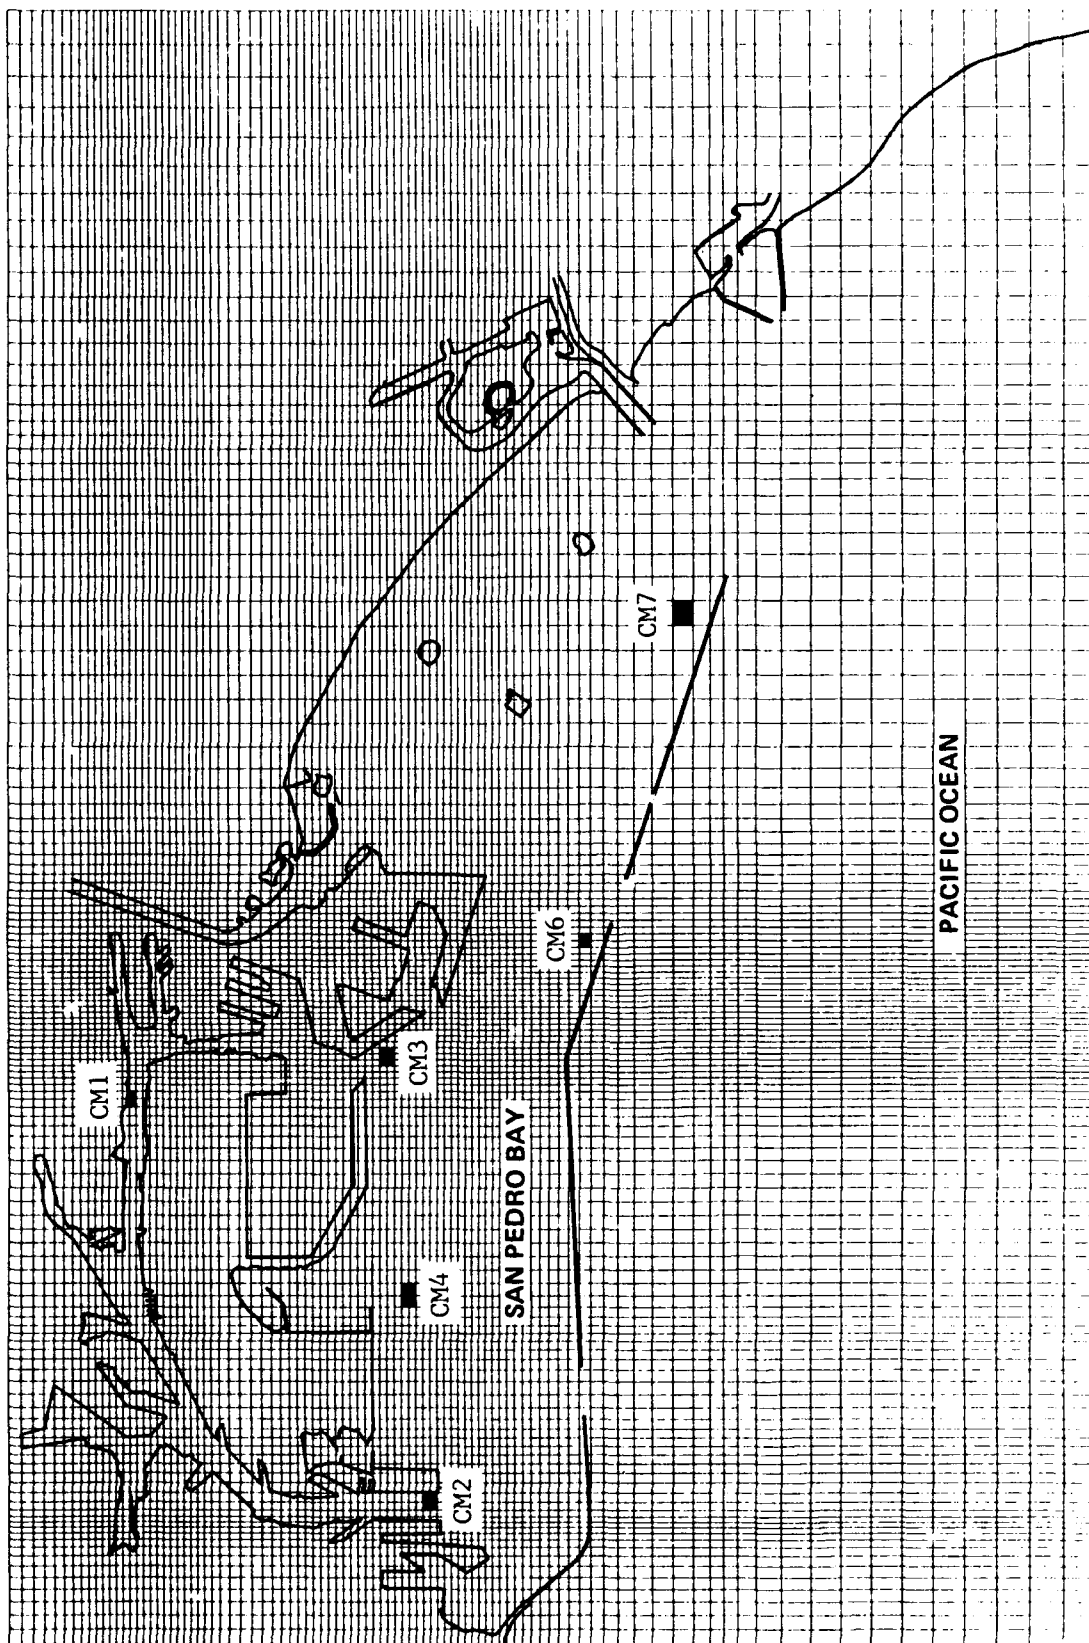 CM1
CM3
CM4
CM2
CM6
CM7
SAN PEDRO BAY
PACIFIC OCEAN